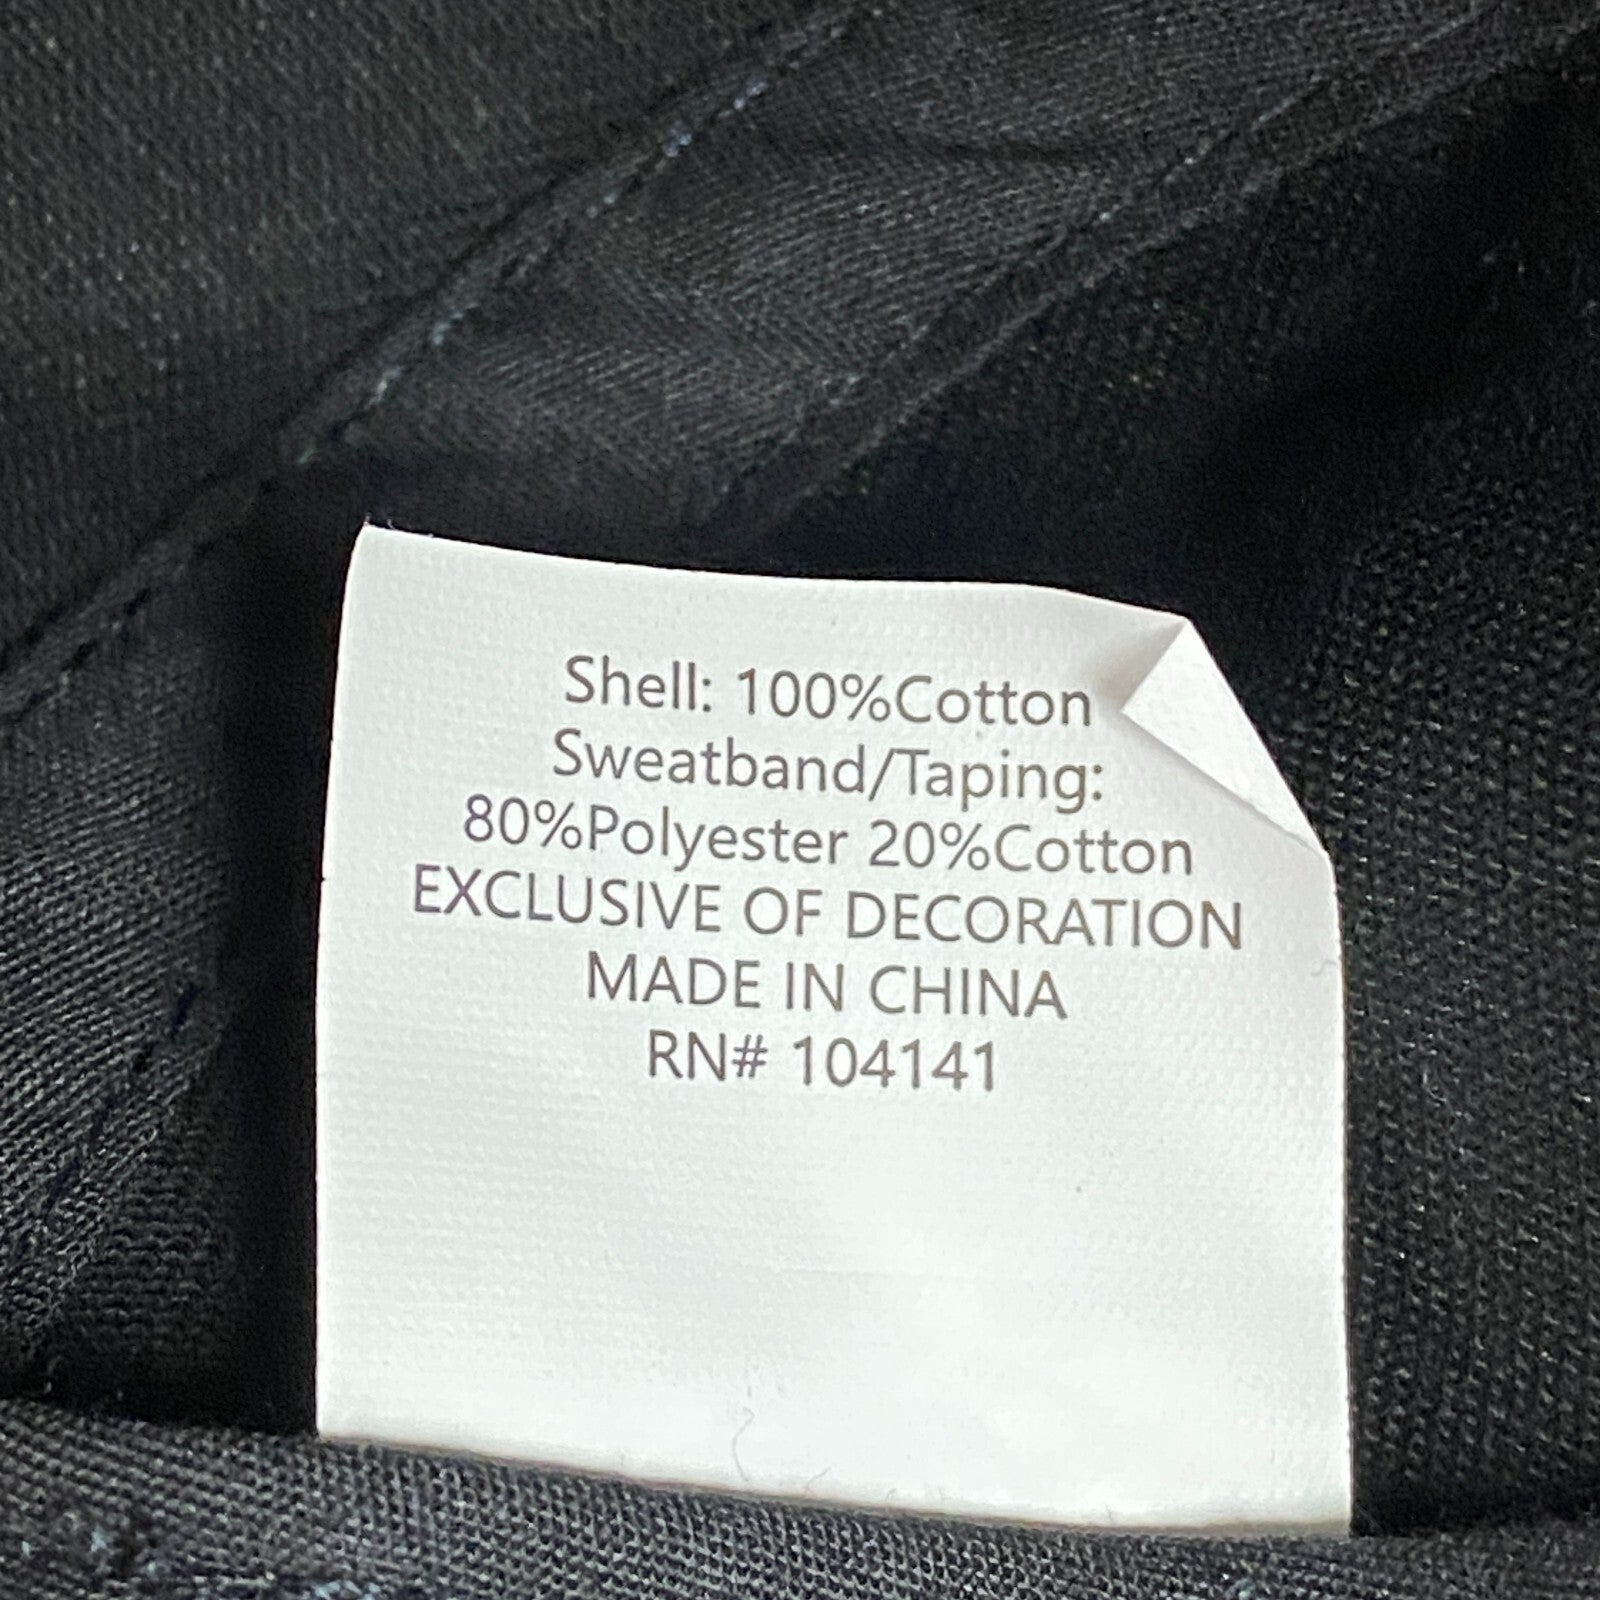 Shell: 100%Cotton
Sweatband/Taping:
80%Polyester 20%Cotton
EXCLUSIVE OF DECORATION
MADE IN CHINA
RN# 104141